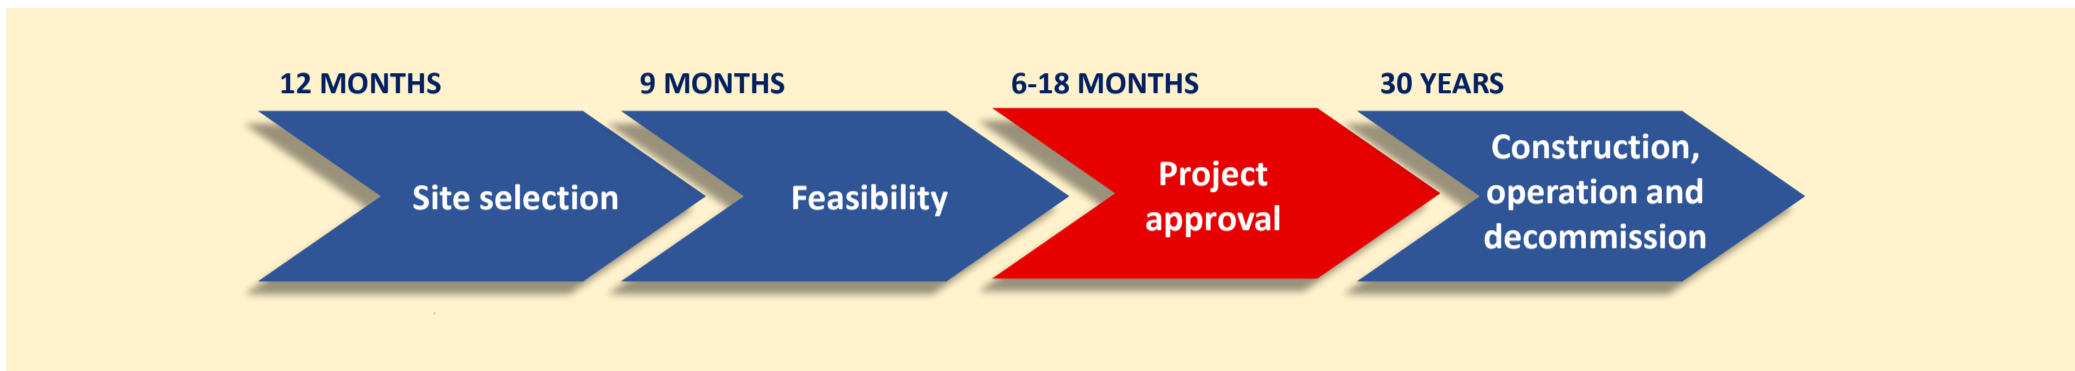 12 MONTHS
9 MONTHS
6-18 MONTHS
30 YEARS
Site selection
Feasibility
Project
approval
Construction,
operation and
decommission